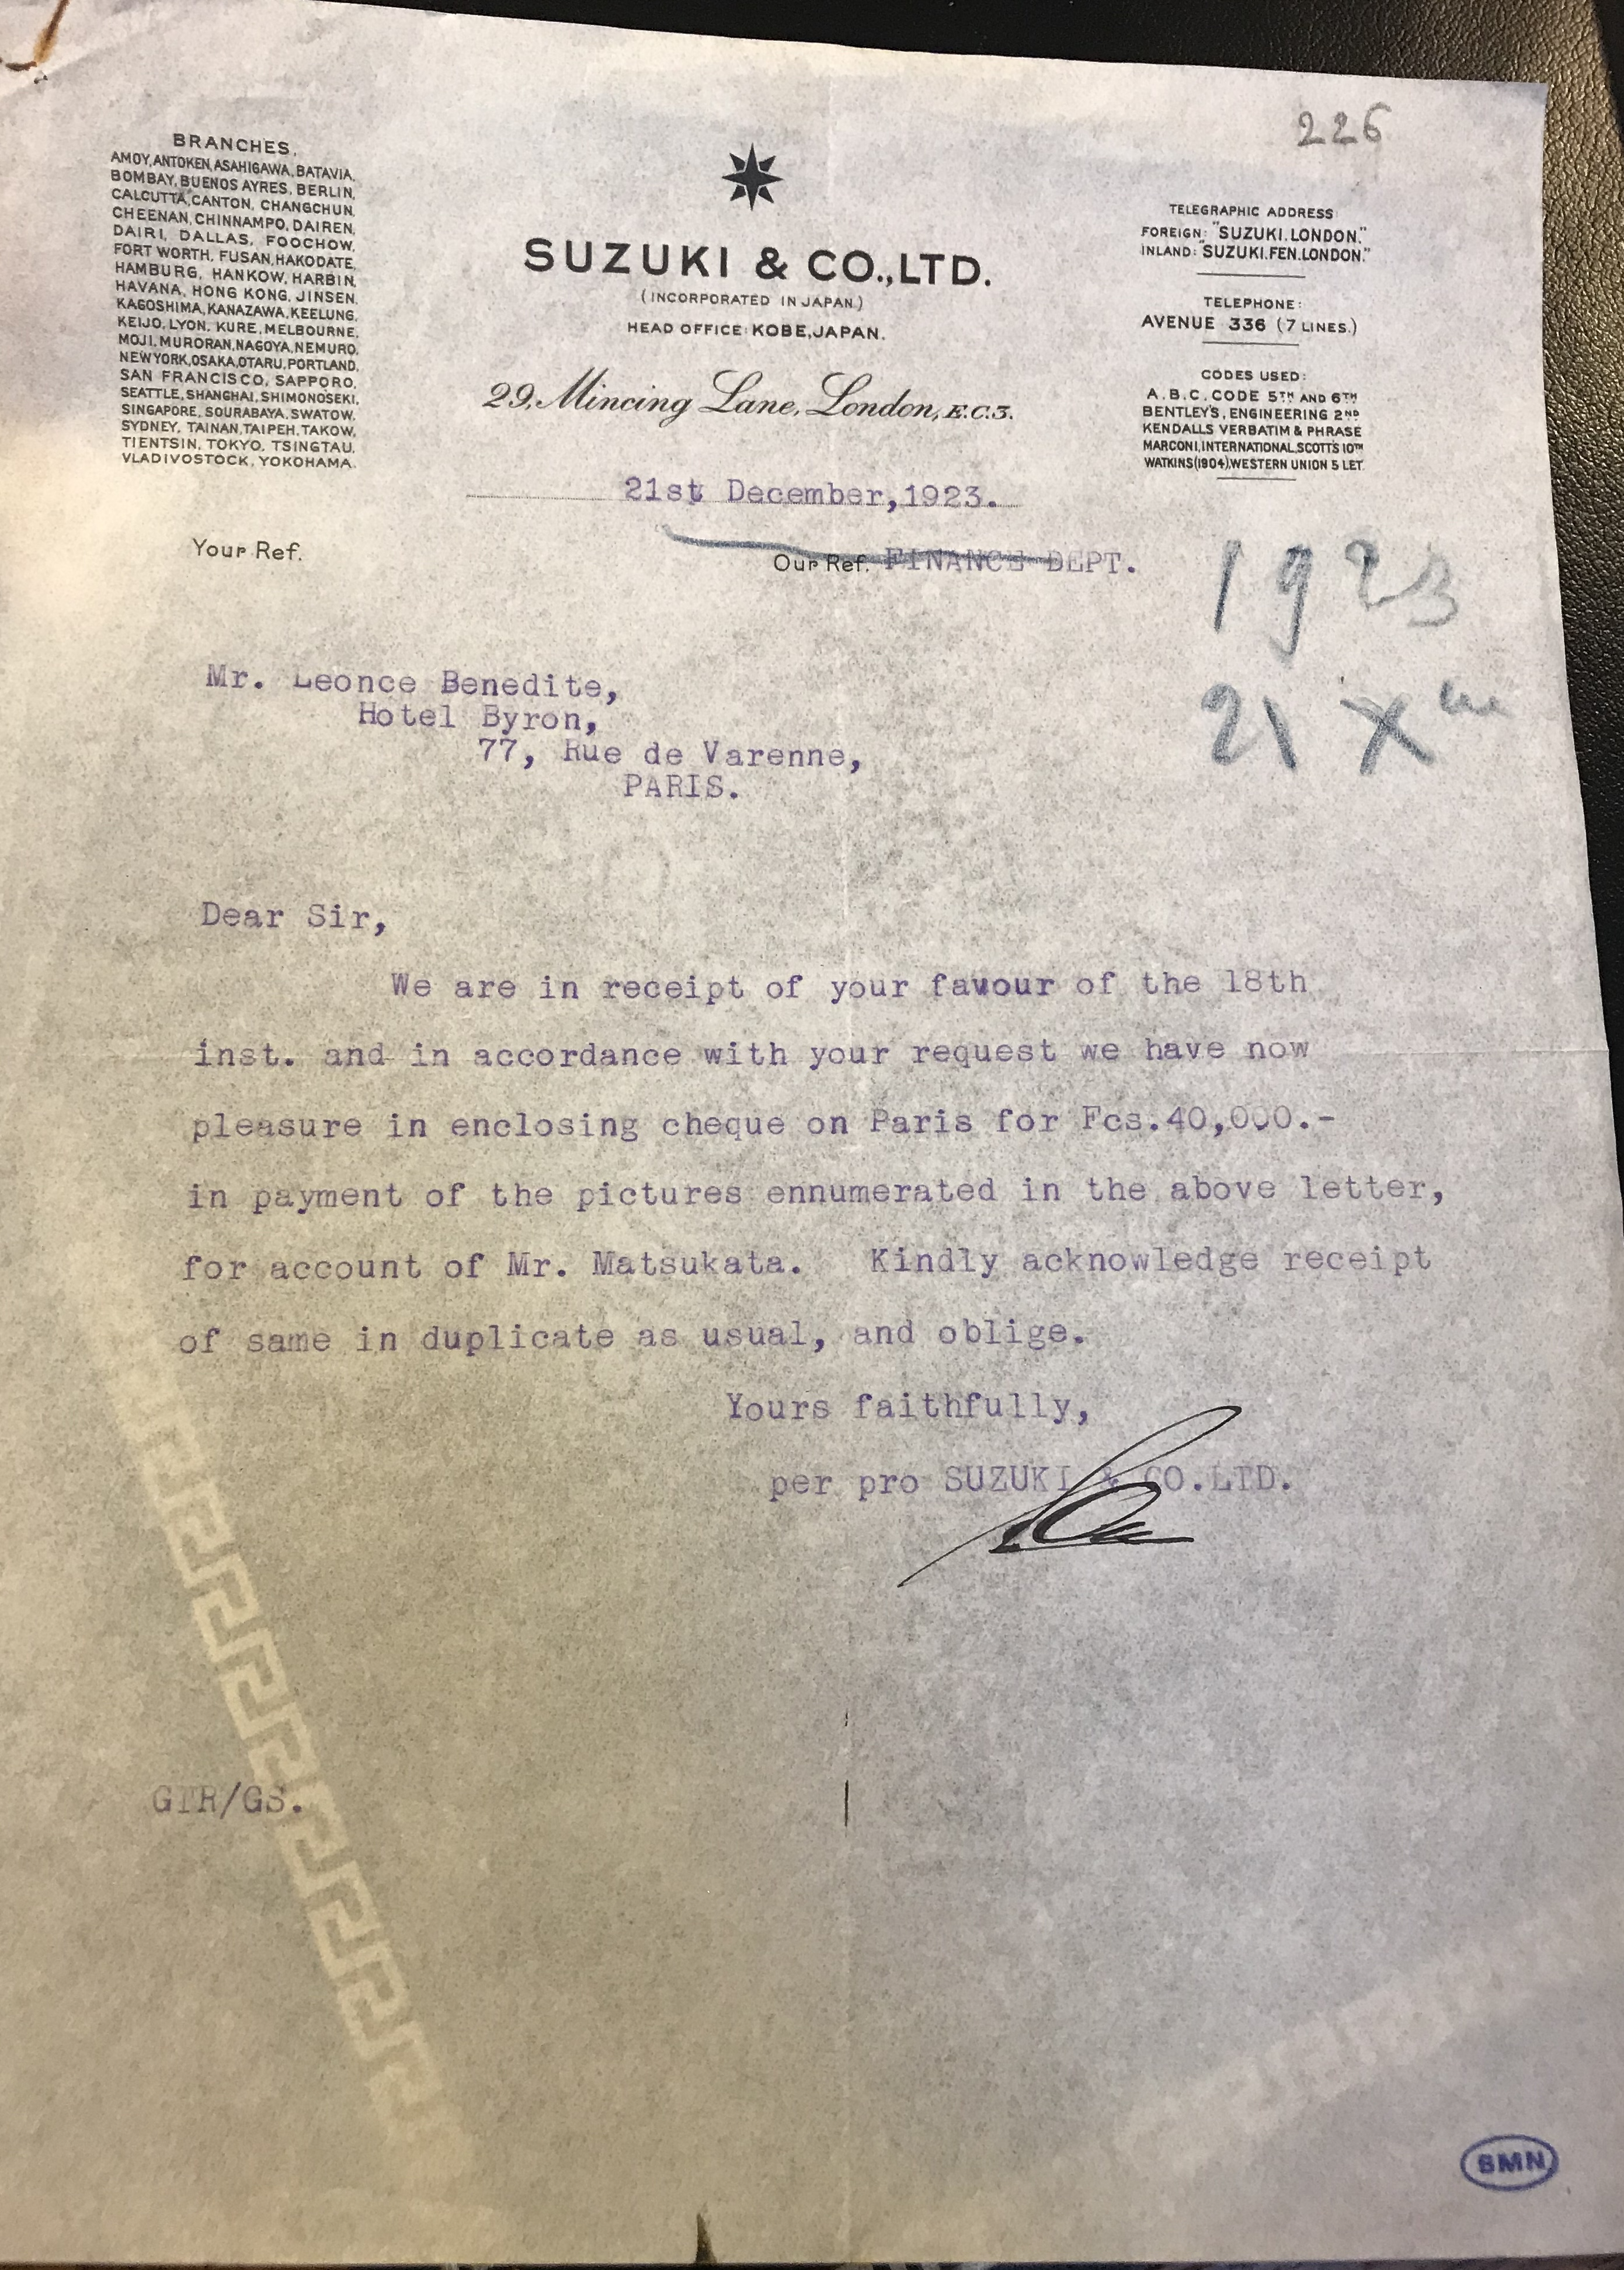 226
BRANCHES,
AMOY, ANTOKEN, ASAHIGAWA, BATAVIA,
BOMBAY, BUENOS AYRES, BERLIN,
CALCUTTA, CANTON, CHANGCHUN,
CHEENAN, CHINNAMPO, DAIREN,
DAIRI, DALLAS, FOOCHOW,
FORT WORTH, FUSAN, HAKODATE,
HAMBURG, HANKOW, HARBIN,
HAVANA, HONG KONG, JINSEN,
KAGOSHIMA, KANAZAWA, KEELUNG,
KEIJO, LYON, KURE, MELBOURNE,
MOJI, MURORAN, NAGOYA, NEMURO,
NEW YORK, OSAKA, OTARU, PORTLAND,
SAN FRANCISCO, SAPPORO,
SEATTLE, SHANGHAI, SHIMONOSEKI,
SINGAPORE, SOURABAYA, SWATOW,
SYDNEY, TAINAN, TAIPEH, TAKOW,
TIENTSIN, TOKYO, TSINGTAU,
VLADIVOSTOCK, YOKOHAMA.
SUZUKI & CO., LTD.
(INCORPORATED IN JAPAN.)
HEAD OFFICE: KOBE, JAPAN.
29, Mincing Lane, London, E.C.3.
TELEGRAPHIC ADDRESS
FOREIGN: "SUZUKI. LONDON."
INLAND: "SUZUKI. FEN. LONDON."
TELEPHONE:
AVENUE 336 (7 LINES.)
CODES USED:
A.B.C. CODE 5TH AND 6TH
BENTLEY'S, ENGINEERING 2ND
KENDALLS VERBATIM & PHRASE
MARCONI, INTERNATIONAL, SCOTT'S 10TH
WATKINS (1904), WESTERN UNION 5 LET.
21st December, 1923.
Your Ref.
Our Ref. FINANCE DEPT.
1923
21 Xbre
Mr. Leonce Benedite,
Hotel Byron,
77, Rue de Varenne,
PARIS.
Dear Sir,
We are in receipt of your favour of the 18th
inst. and in accordance with your request we have now
pleasure in enclosing cheque on Paris for Fcs.40,000.-
in payment of the pictures ennumerated in the above letter,
for account of Mr. Matsukata. Kindly acknowledge receipt
of same in duplicate as usual, and oblige.
Yours faithfully,
per pro SUZUKI & CO.LTD.
GTR/GS.
BMN